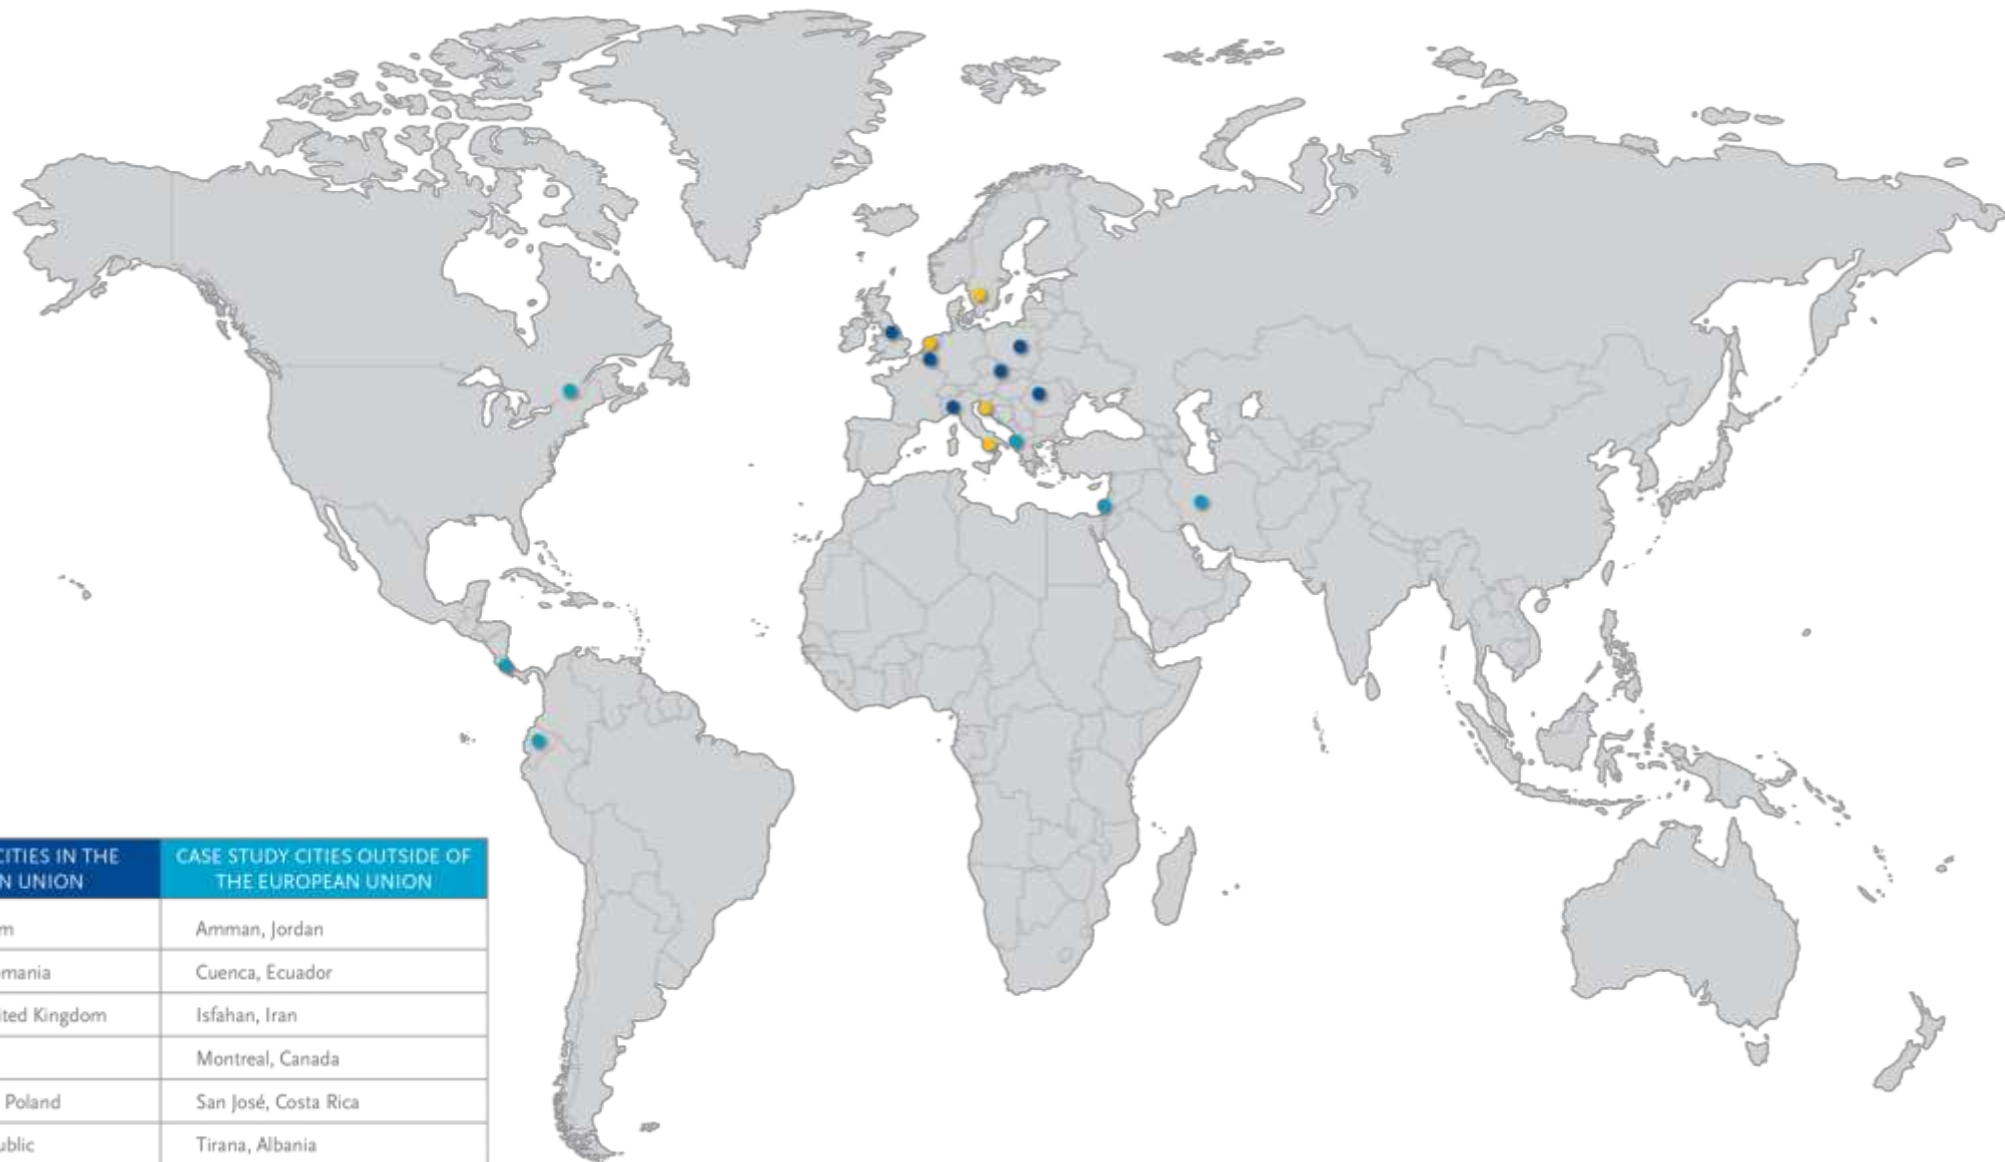 CITIES IN THE
N UNION
CASE STUDY CITIES OUTSIDE OF
THE EUROPEAN UNION
m
Amman, Jordan
mania
Cuenca, Ecuador
ited Kingdom
Isfahan, Iran
Montreal, Canada
Poland
San José, Costa Rica
ublic
Tirana, Albania